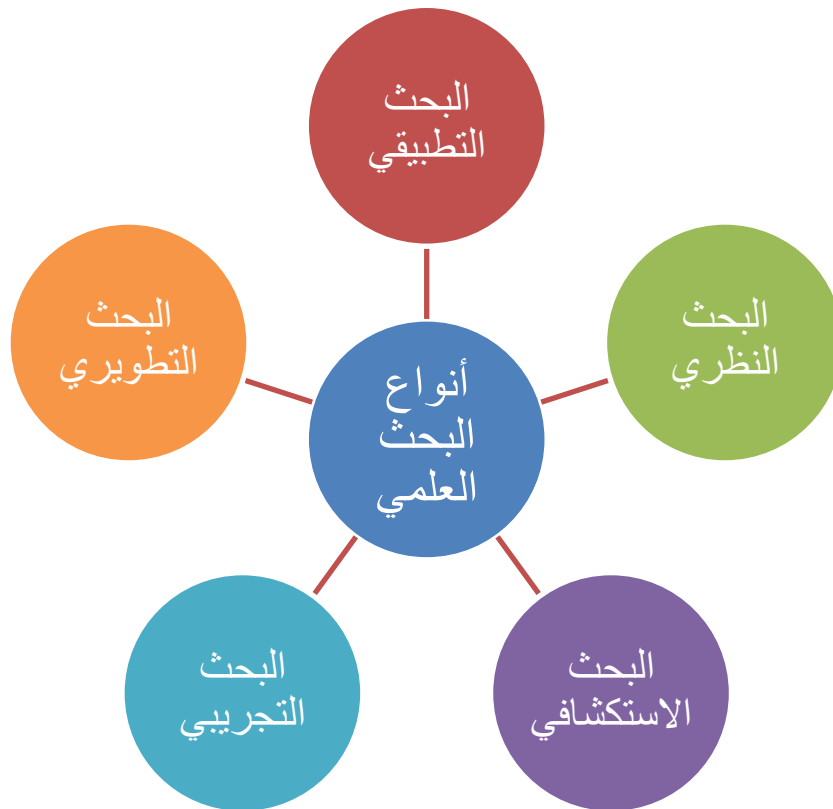 البحث
التطبيقي
البحث
النظري
البحث
التطويري
أنواع
البحث
العلمي
البحث
الاستكشافي
البحث
التجريبي